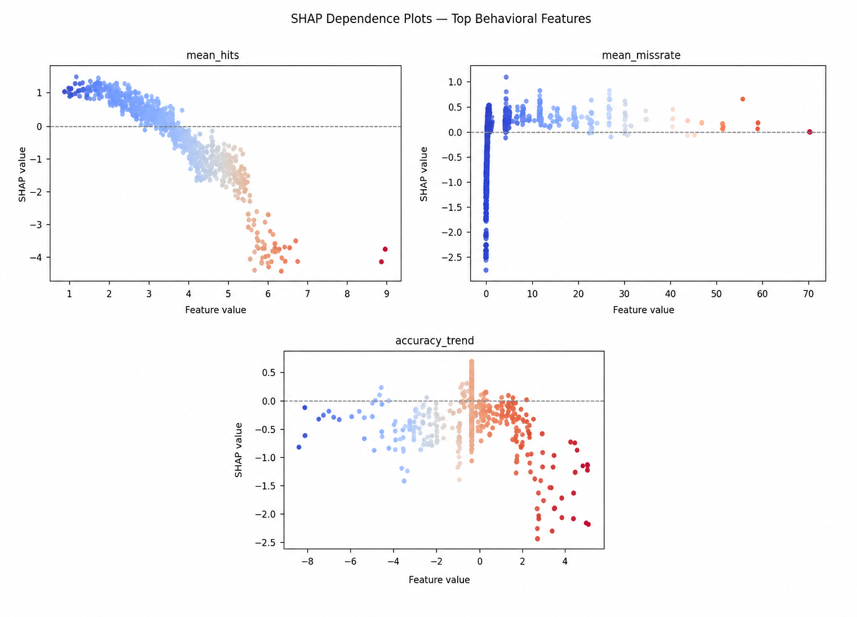 SHAP Dependence Plots — Top Behavioral Features
mean_hits
SHAP value
1
0
−1
−2
−3
−4
1 2 3 4 5 6 7 8 9
Feature value
mean_missrate
SHAP value
1.0
0.5
0.0
−0.5
−1.0
−1.5
−2.0
−2.5
0 10 20 30 40 50 60 70
Feature value
accuracy_trend
SHAP value
0.5
0.0
−0.5
−1.0
−1.5
−2.0
−2.5
−8 −6 −4 −2 0 2 4
Feature value